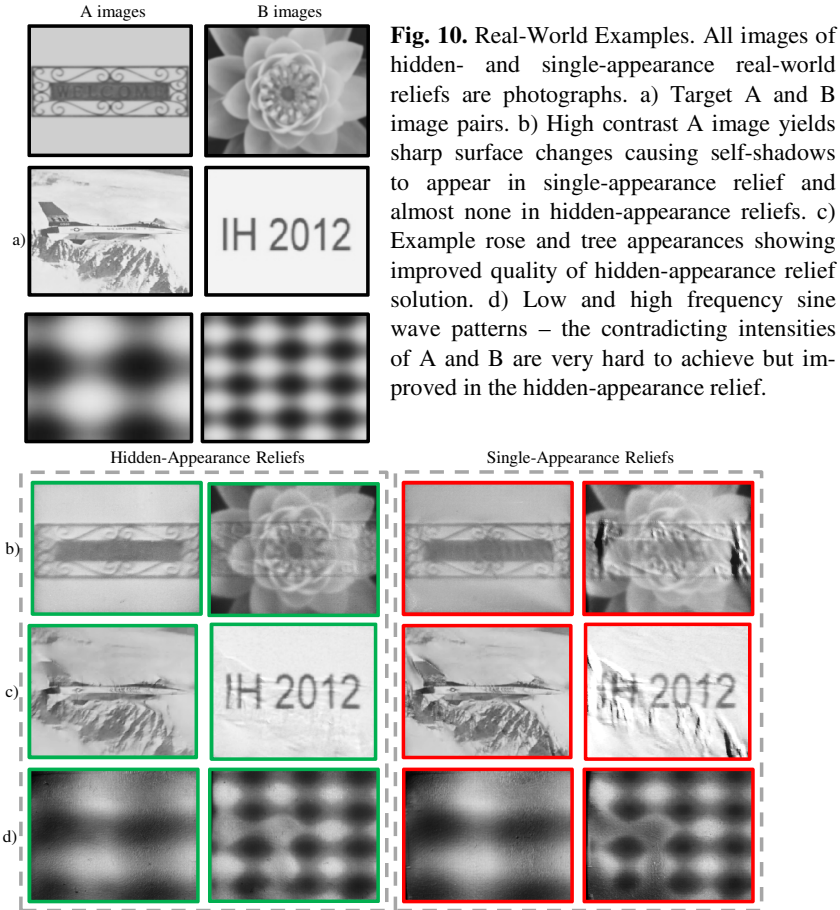 A images
B images
Fig. 10. Real-World Examples. All images of
hidden- and single-appearance real-world
reliefs are photographs. a) Target A and B
image pairs. b) High contrast A image yields
sharp surface changes causing self-shadows
to appear in single-appearance relief and
almost none in hidden-appearance reliefs. c)
Example rose and tree appearances showing
improved quality of hidden-appearance relief
solution. d) Low and high frequency sine
wave patterns – the contradicting intensities
of A and B are very hard to achieve but im-
proved in the hidden-appearance relief.
WELCOME
a)
IH 2012
Hidden-Appearance Reliefs
Single-Appearance Reliefs
b)
c)
IH 2012
IH 2012
d)